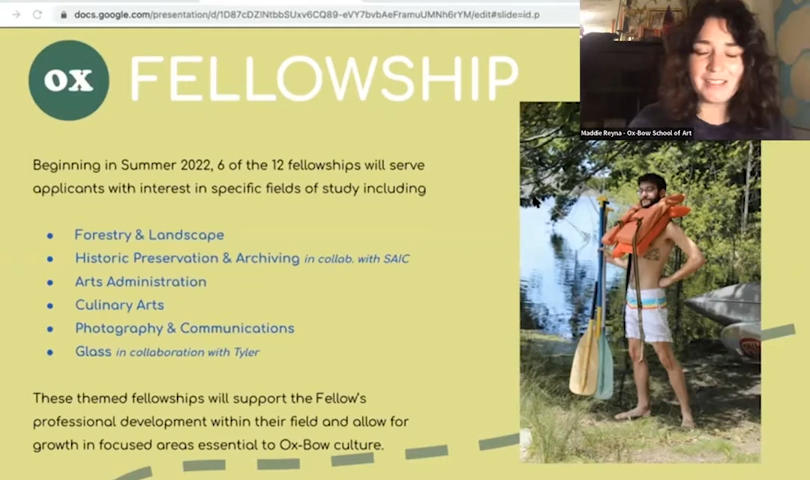 docs.google.com/presentation/d/1D87cDZINtbbSUxv6CQ89-eVY7bvbAeFramuUMNh6rYM/edit#slide=id.p
ox FELLOWSHIP
Maddie Reyna - Ox-Bow School of Art
Beginning in Summer 2022, 6 of the 12 fellowships will serve
applicants with interest in specific fields of study including
• Forestry & Landscape
• Historic Preservation & Archiving in collab. with SAIC
• Arts Administration
• Culinary Arts
• Photography & Communications
• Glass in collaboration with Tyler
These themed fellowships will support the Fellow's
professional development within their field and allow for
growth in focused areas essential to Ox-Bow culture.